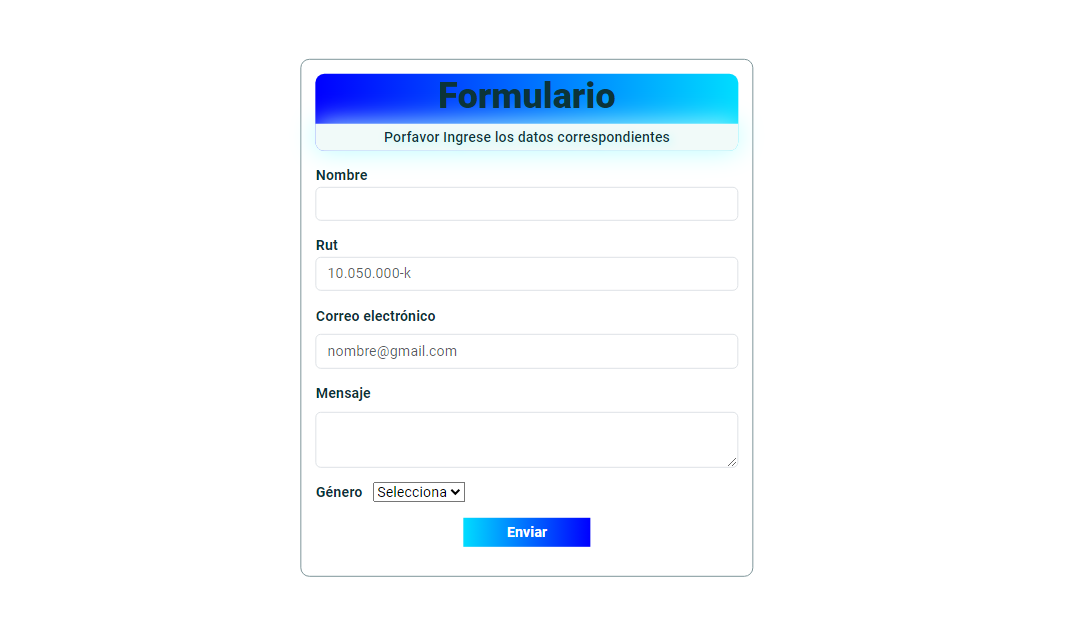 Formulario
Porfavor Ingrese los datos correspondientes
Nombre
Rut
10.050.000-k
Correo electrónico
nombre@gmail.com
Mensaje
Género Selecciona
Enviar